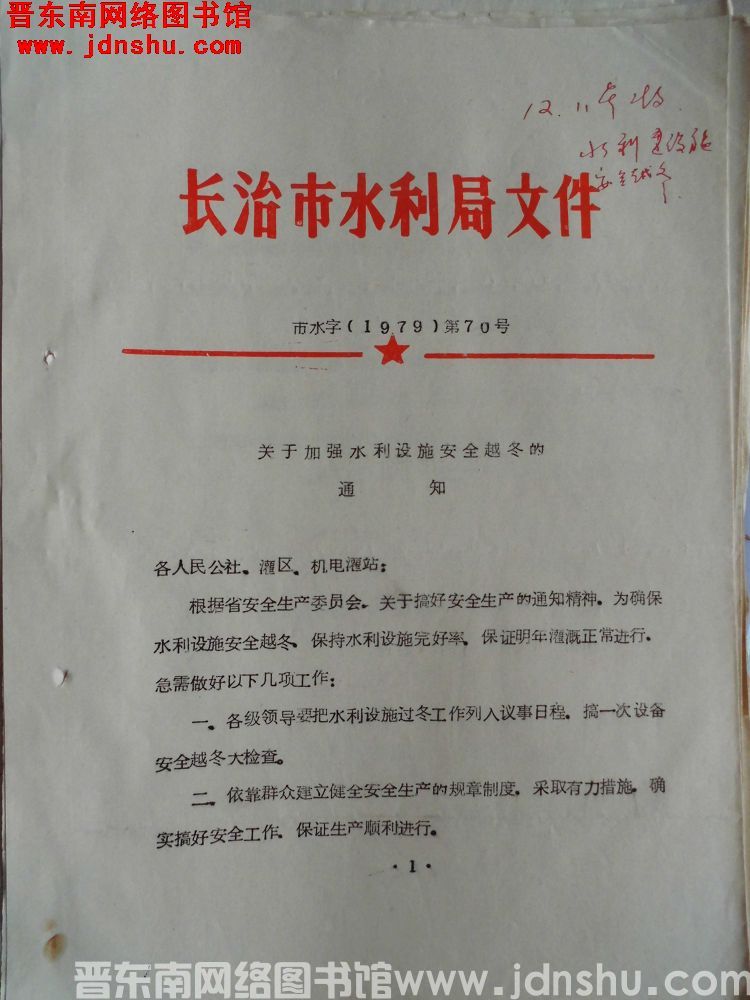 晋东南网络图书馆
www.jdnshu.com
12.11
水利建设施
安全越冬
长治市水利局文件
市水字(1979)第70号
关于加强水利设施安全越冬的
通知
各人民公社、灌区、机电灌站:
根据省安全生产委员会、关于搞好安全生产的通知精神,为确保
水利设施安全越冬,保持水利设施完好率,保证明年灌溉正常进行,
急需做好以下几项工作:
一、各级领导要把水利设施过冬工作列入议事日程,搞一次设备
安全越冬大检查。
二、依靠群众建立健全安全生产的规章制度,采取有力措施,确
实搞好安全工作,保证生产顺利进行。
·1·
晋东南网络图书馆www.jdnshu.com